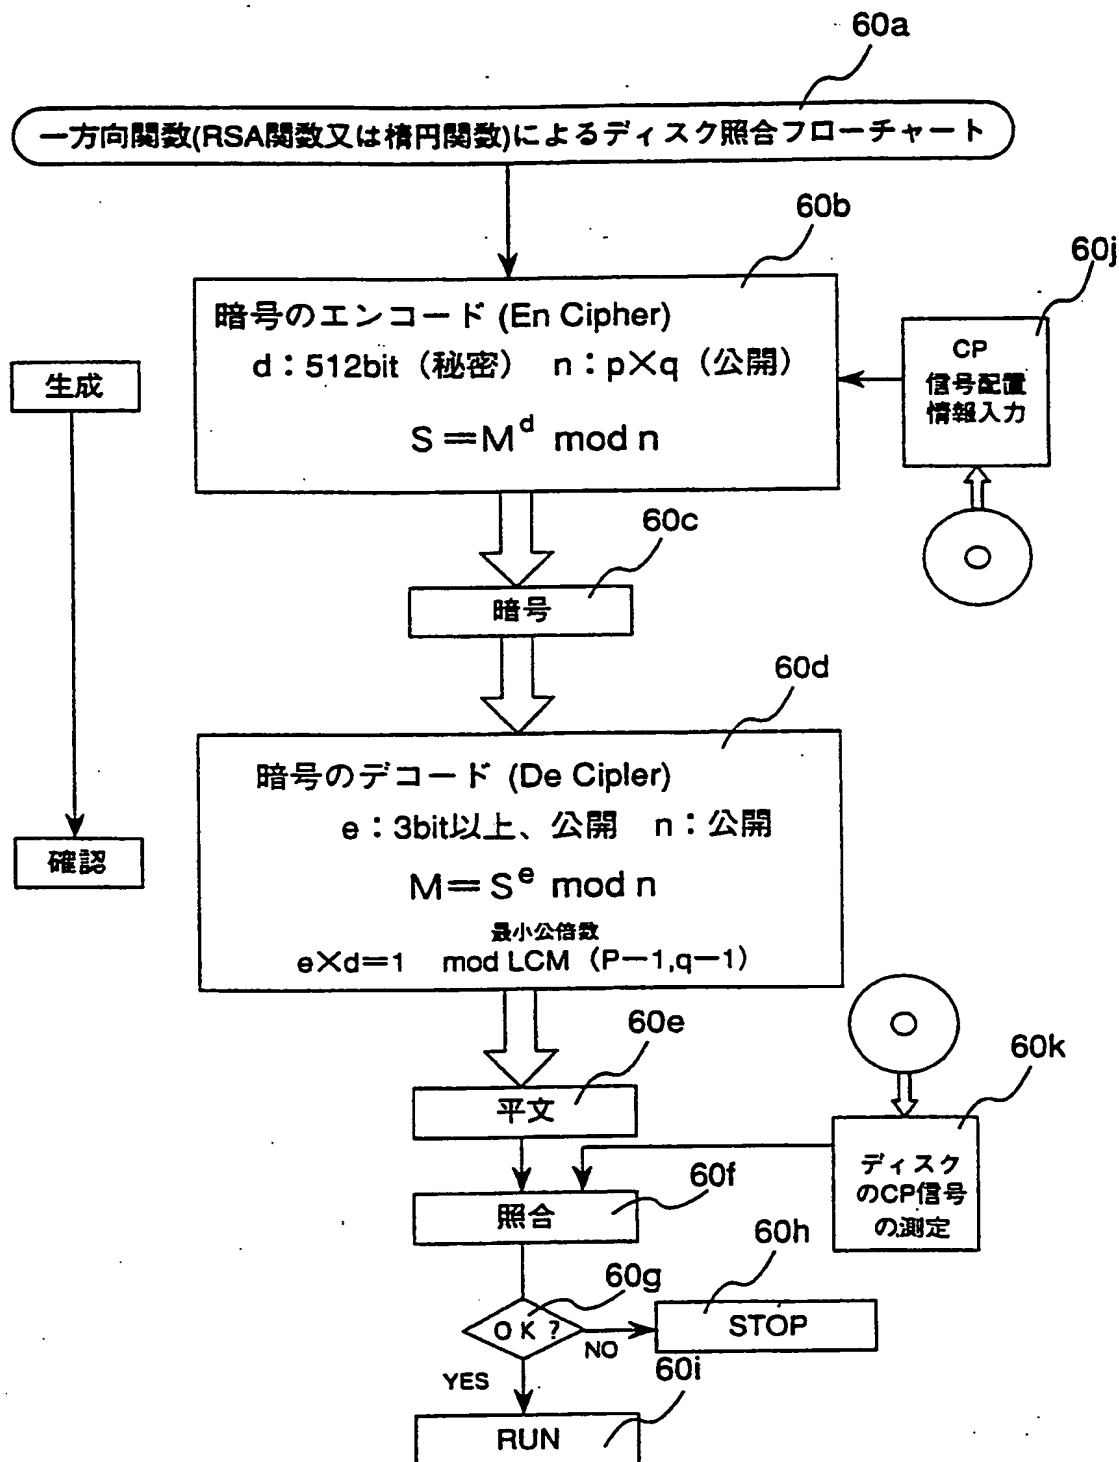 60a
一方向関数(RSA関数又は楕円関数)によるディスク照合フローチャート
60b
60j
暗号のエンコード (En Cipher)
d：512bit（秘密） n：p×q（公開）
S＝M^d mod n
CP
信号配置
情報入力
生成
60c
暗号
60d
暗号のデコード (De Cipler)
e：3bit以上、公開 n：公開
M＝S^e mod n
最小公倍数
e×d＝1 mod LCM（P－1,q－1）
確認
60e
平文
60k
ディスク
のCP信号
の測定
60f
照合
60g
OK?
60h
STOP
NO
YES
60i
RUN